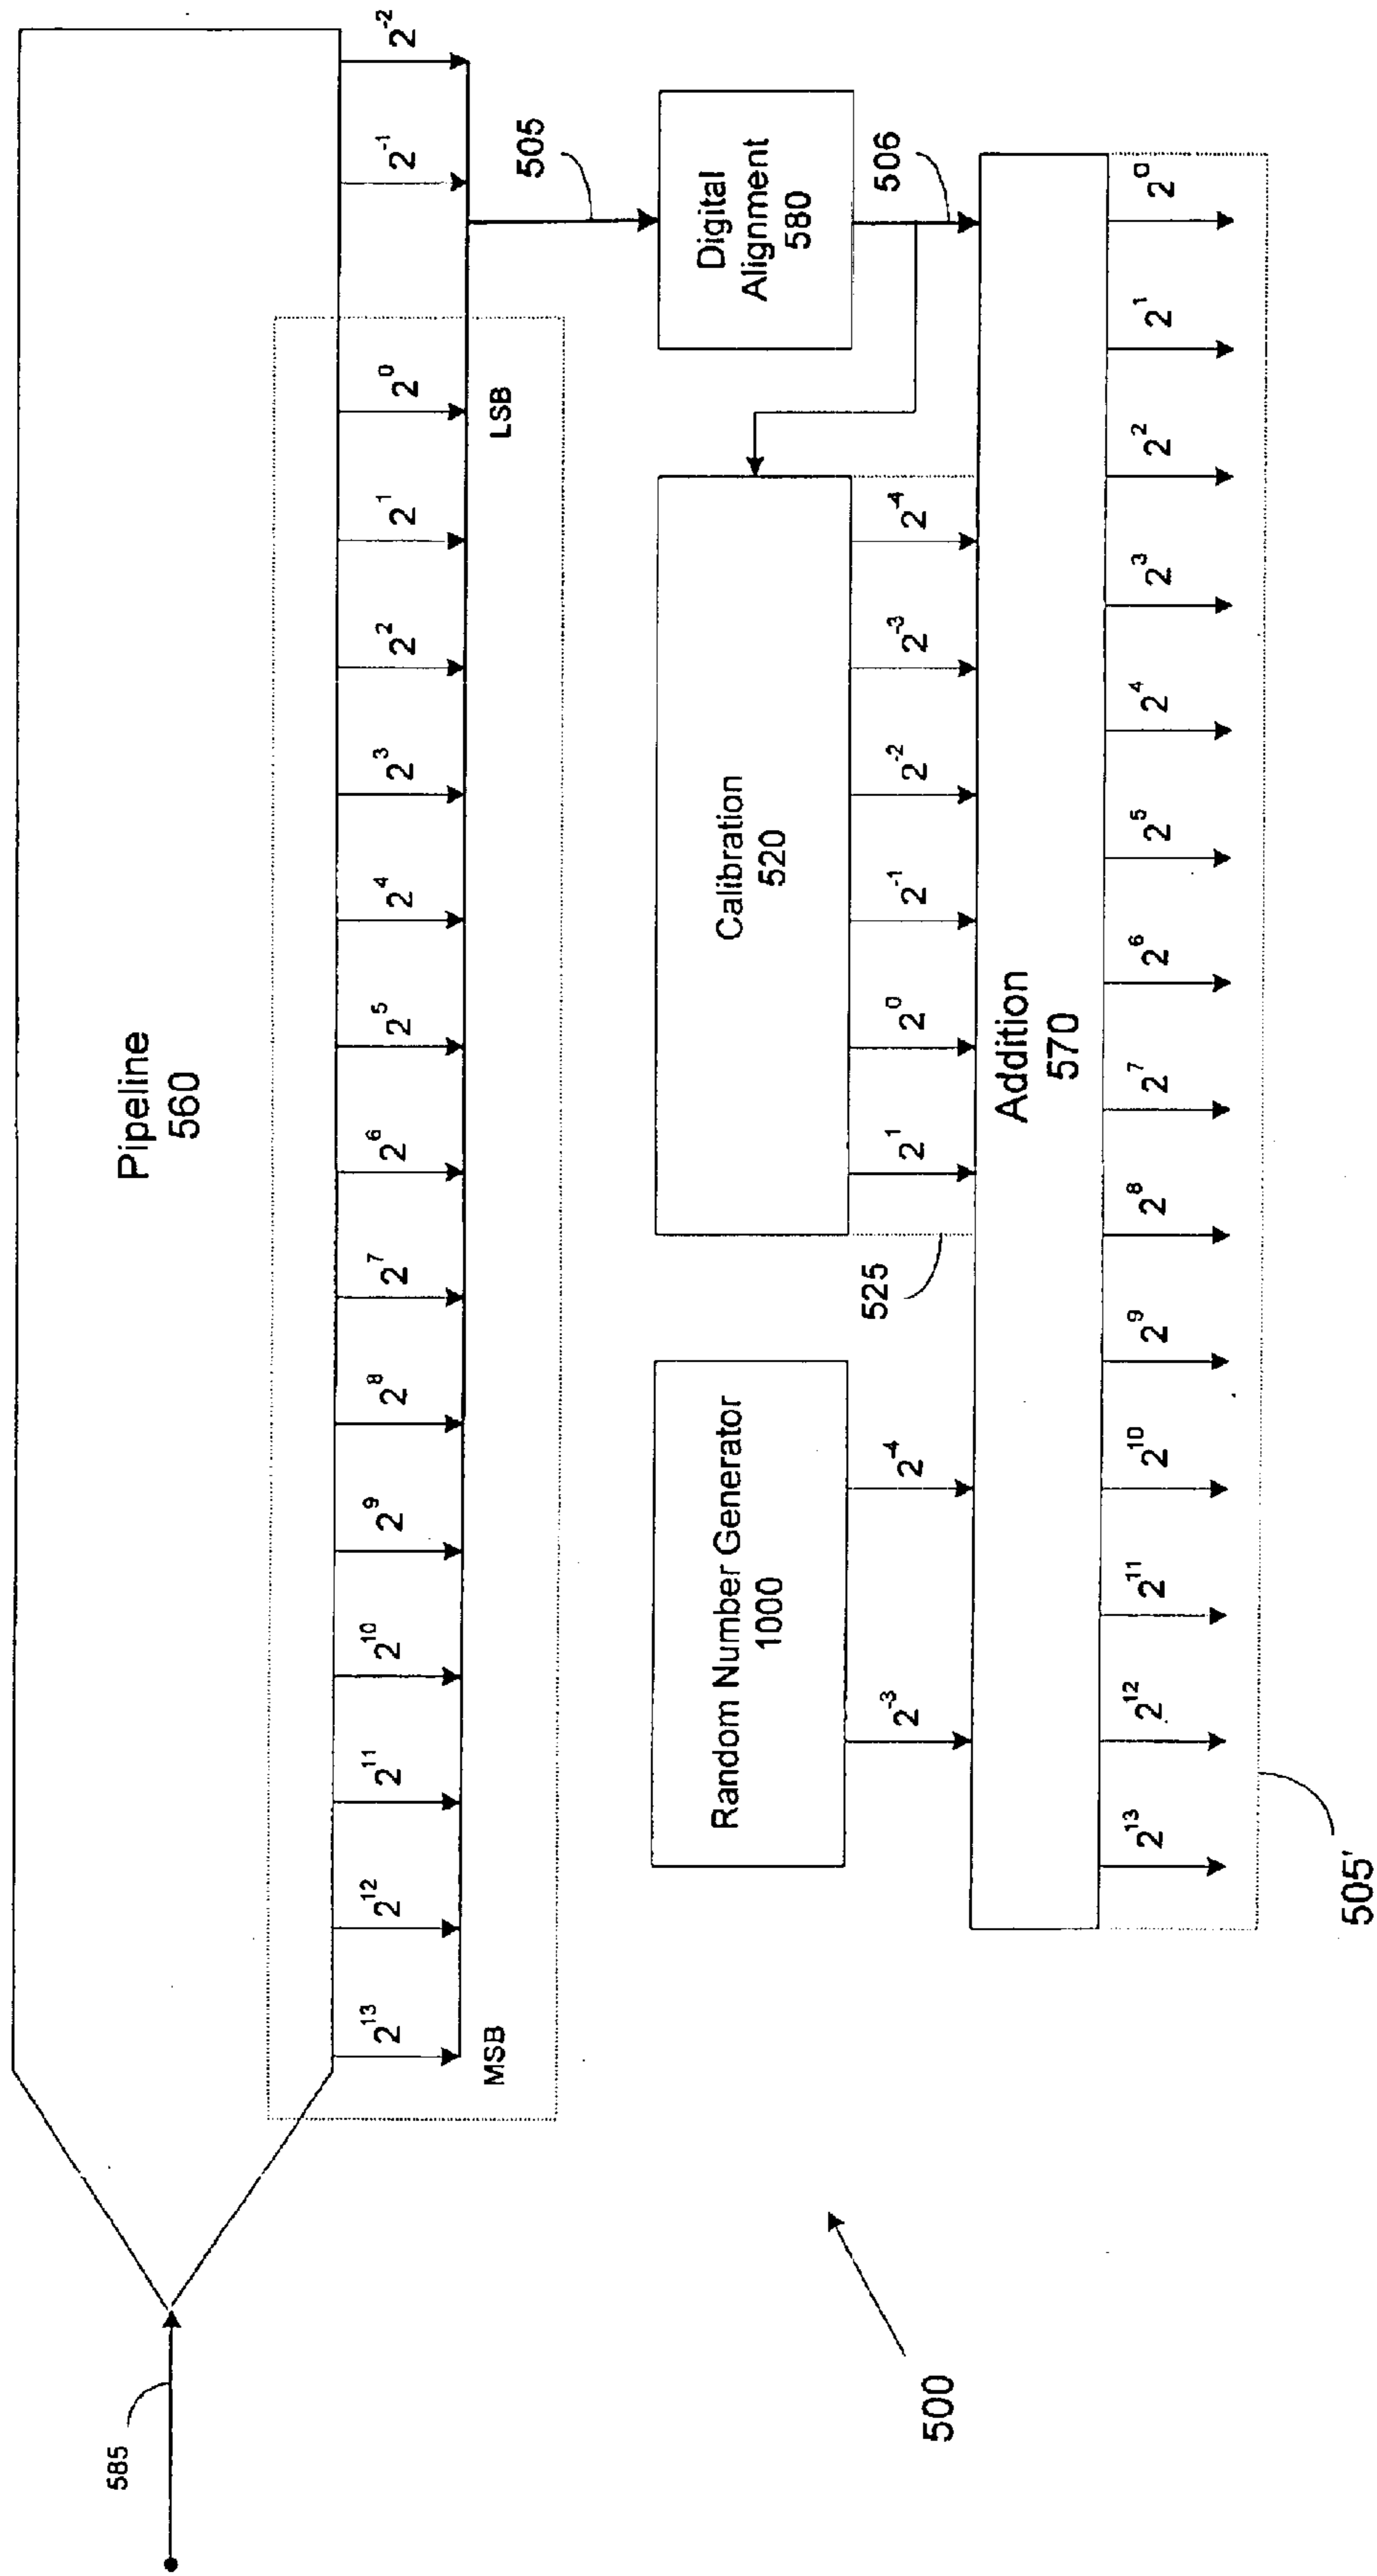 585
Pipeline
560
2^13 2^12 2^11 2^10 2^9 2^8 2^7 2^6 2^5 2^4 2^3 2^2 2^1 2^0 2^-1 2^-2
MSB LSB
505
Random Number Generator
1000
Calibration
520
Digital
Alignment
580
2^-3 2^-4
525
2^1 2^0 2^-1 2^-2 2^-3 2^-4
506
Addition
570
2^13 2^12 2^11 2^10 2^9 2^8 2^7 2^6 2^5 2^4 2^3 2^2 2^1 2^0
500
505'